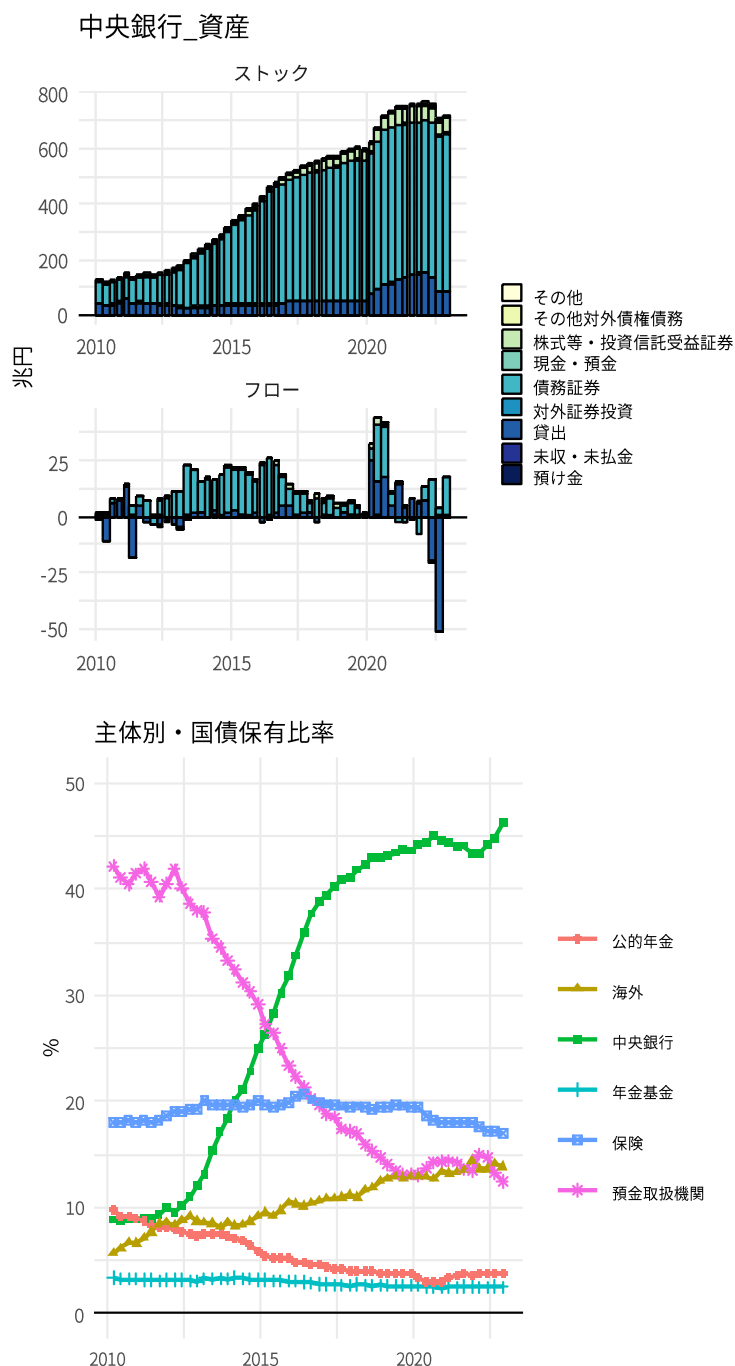 中央銀行_資産
ストック
800
600
400
200
0
2010 2015 2020
兆円
フロー
25
0
-25
-50
2010 2015 2020
その他
その他対外債権債務
株式等・投資信託受益証券
現金・預金
債務証券
対外証券投資
貸出
未収・未払金
預け金
主体別・国債保有比率
50
40
30
20
10
0
%
2010 2015 2020
公的年金
海外
中央銀行
年金基金
保険
預金取扱機関